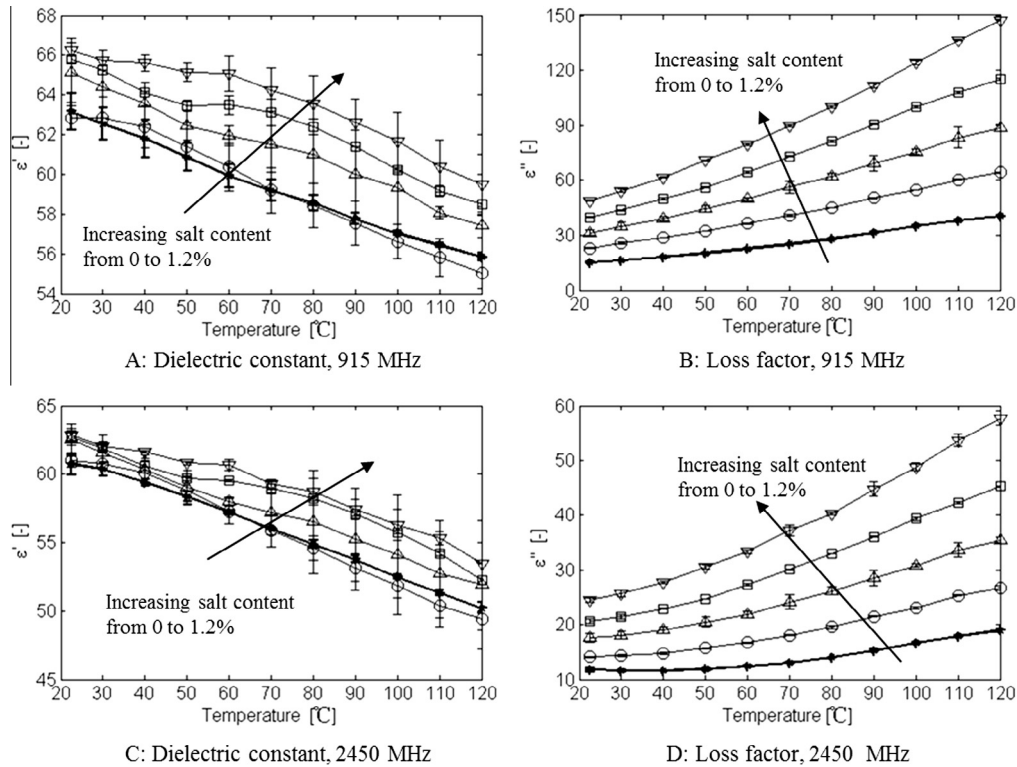 68
66
64
62
60
58
56
54
ε' [-]
Increasing salt content
from 0 to 1.2%
20 30 40 50 60 70 80 90 100 110 120
Temperature [℃]
A: Dielectric constant, 915 MHz
150
120
90
60
30
0
ε" [-]
Increasing salt content
from 0 to 1.2%
20 30 40 50 60 70 80 90 100 110 120
Temperature [℃]
B: Loss factor, 915 MHz
65
60
55
50
45
ε' [-]
Increasing salt content
from 0 to 1.2%
20 30 40 50 60 70 80 90 100 110 120
Temperature [℃]
C: Dielectric constant, 2450 MHz
60
50
40
30
20
10
ε" [-]
Increasing salt content
from 0 to 1.2%
20 30 40 50 60 70 80 90 100 110 120
Temperature [℃]
D: Loss factor, 2450 MHz